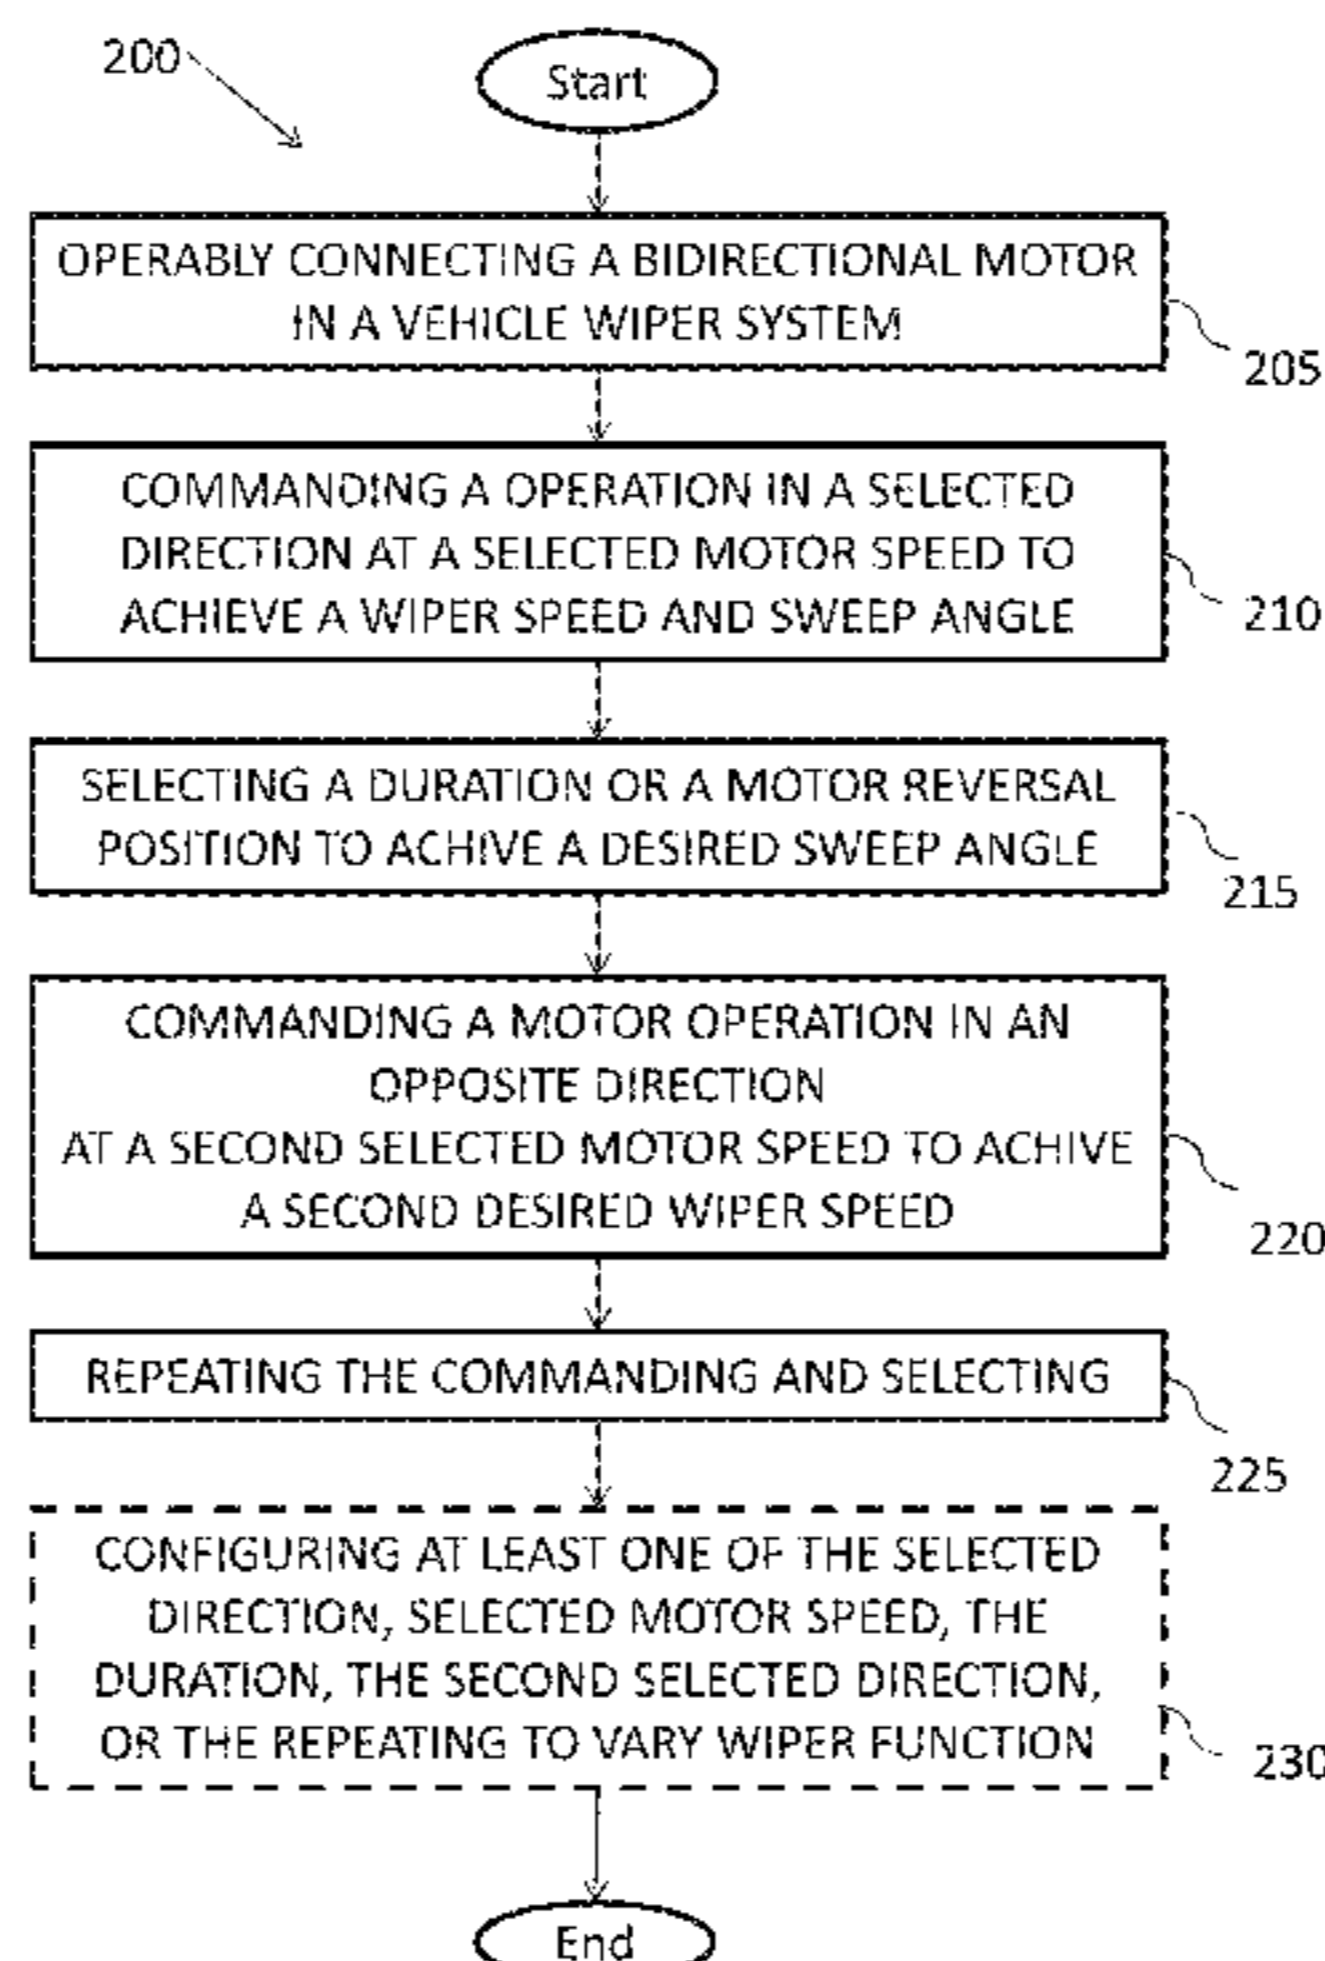 200
Start
OPERABLY CONNECTING A BIDIRECTIONAL MOTOR
IN A VEHICLE WIPER SYSTEM
205
COMMANDING A OPERATION IN A SELECTED
DIRECTION AT A SELECTED MOTOR SPEED TO
ACHIEVE A WIPER SPEED AND SWEEP ANGLE
210
SELECTING A DURATION OR A MOTOR REVERSAL
POSITION TO ACHIVE A DESIRED SWEEP ANGLE
215
COMMANDING A MOTOR OPERATION IN AN
OPPOSITE DIRECTION
AT A SECOND SELECTED MOTOR SPEED TO ACHIVE
A SECOND DESIRED WIPER SPEED
220
REPEATING THE COMMANDING AND SELECTING
225
CONFIGURING AT LEAST ONE OF THE SELECTED
DIRECTION, SELECTED MOTOR SPEED, THE
DURATION, THE SECOND SELECTED DIRECTION,
OR THE REPEATING TO VARY WIPER FUNCTION
230
End